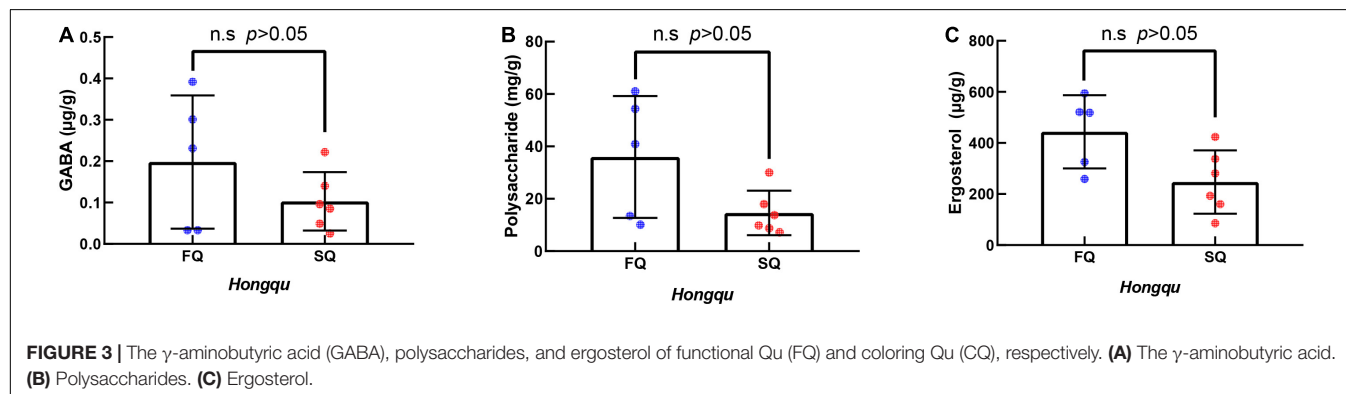 A
n.s p>0.05
GABA (μg/g)
0.5
0.4
0.3
0.2
0.1
0.0
FQ
SQ
Hongqu
B
n.s p>0.05
Polysaccharide (mg/g)
80
60
40
20
0
FQ
SQ
Hongqu
C
n.s p>0.05
Ergosterol (μg/g)
800
600
400
200
0
FQ
SQ
Hongqu
FIGURE 3 | The γ-aminobutyric acid (GABA), polysaccharides, and ergosterol of functional Qu (FQ) and coloring Qu (CQ), respectively. (A) The γ-aminobutyric acid.
(B) Polysaccharides. (C) Ergosterol.